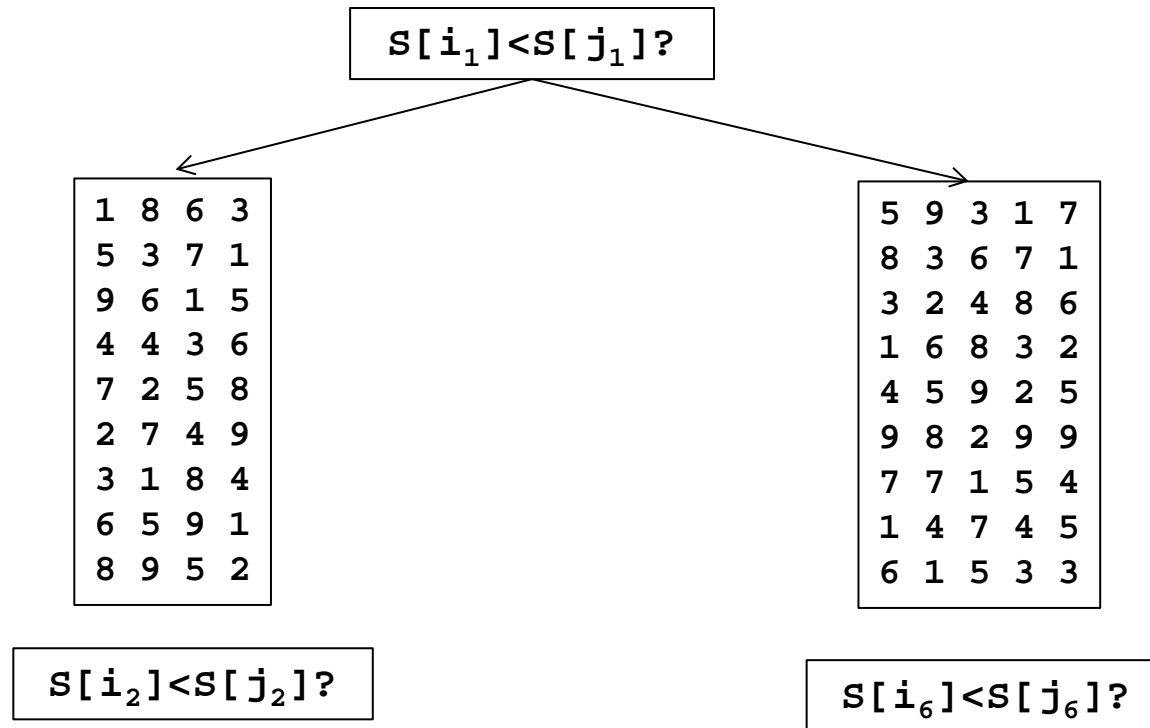 S[i₁]<S[j₁]?
1 8 6 3
5 3 7 1
9 6 1 5
4 4 3 6
7 2 5 8
2 7 4 9
3 1 8 4
6 5 9 1
8 9 5 2
5 9 3 1 7
8 3 6 7 1
3 2 4 8 6
1 6 8 3 2
4 5 9 2 5
9 8 2 9 9
7 7 1 5 4
1 4 7 4 5
6 1 5 3 3
S[i₂]<S[j₂]?
S[i₆]<S[j₆]?